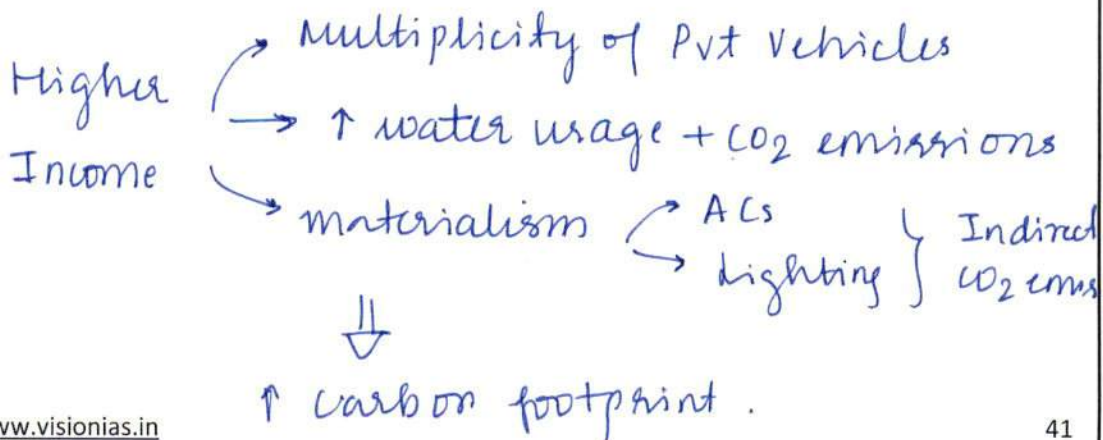 Multiplicity of Pvt Vehicles
Higher Income
→ ↑ water usage + CO2 emissions
materialism → ACs
→ Lighting } Indirect CO2 emis
⇓
↑ carbon footprint.
ww.visionias.in
41